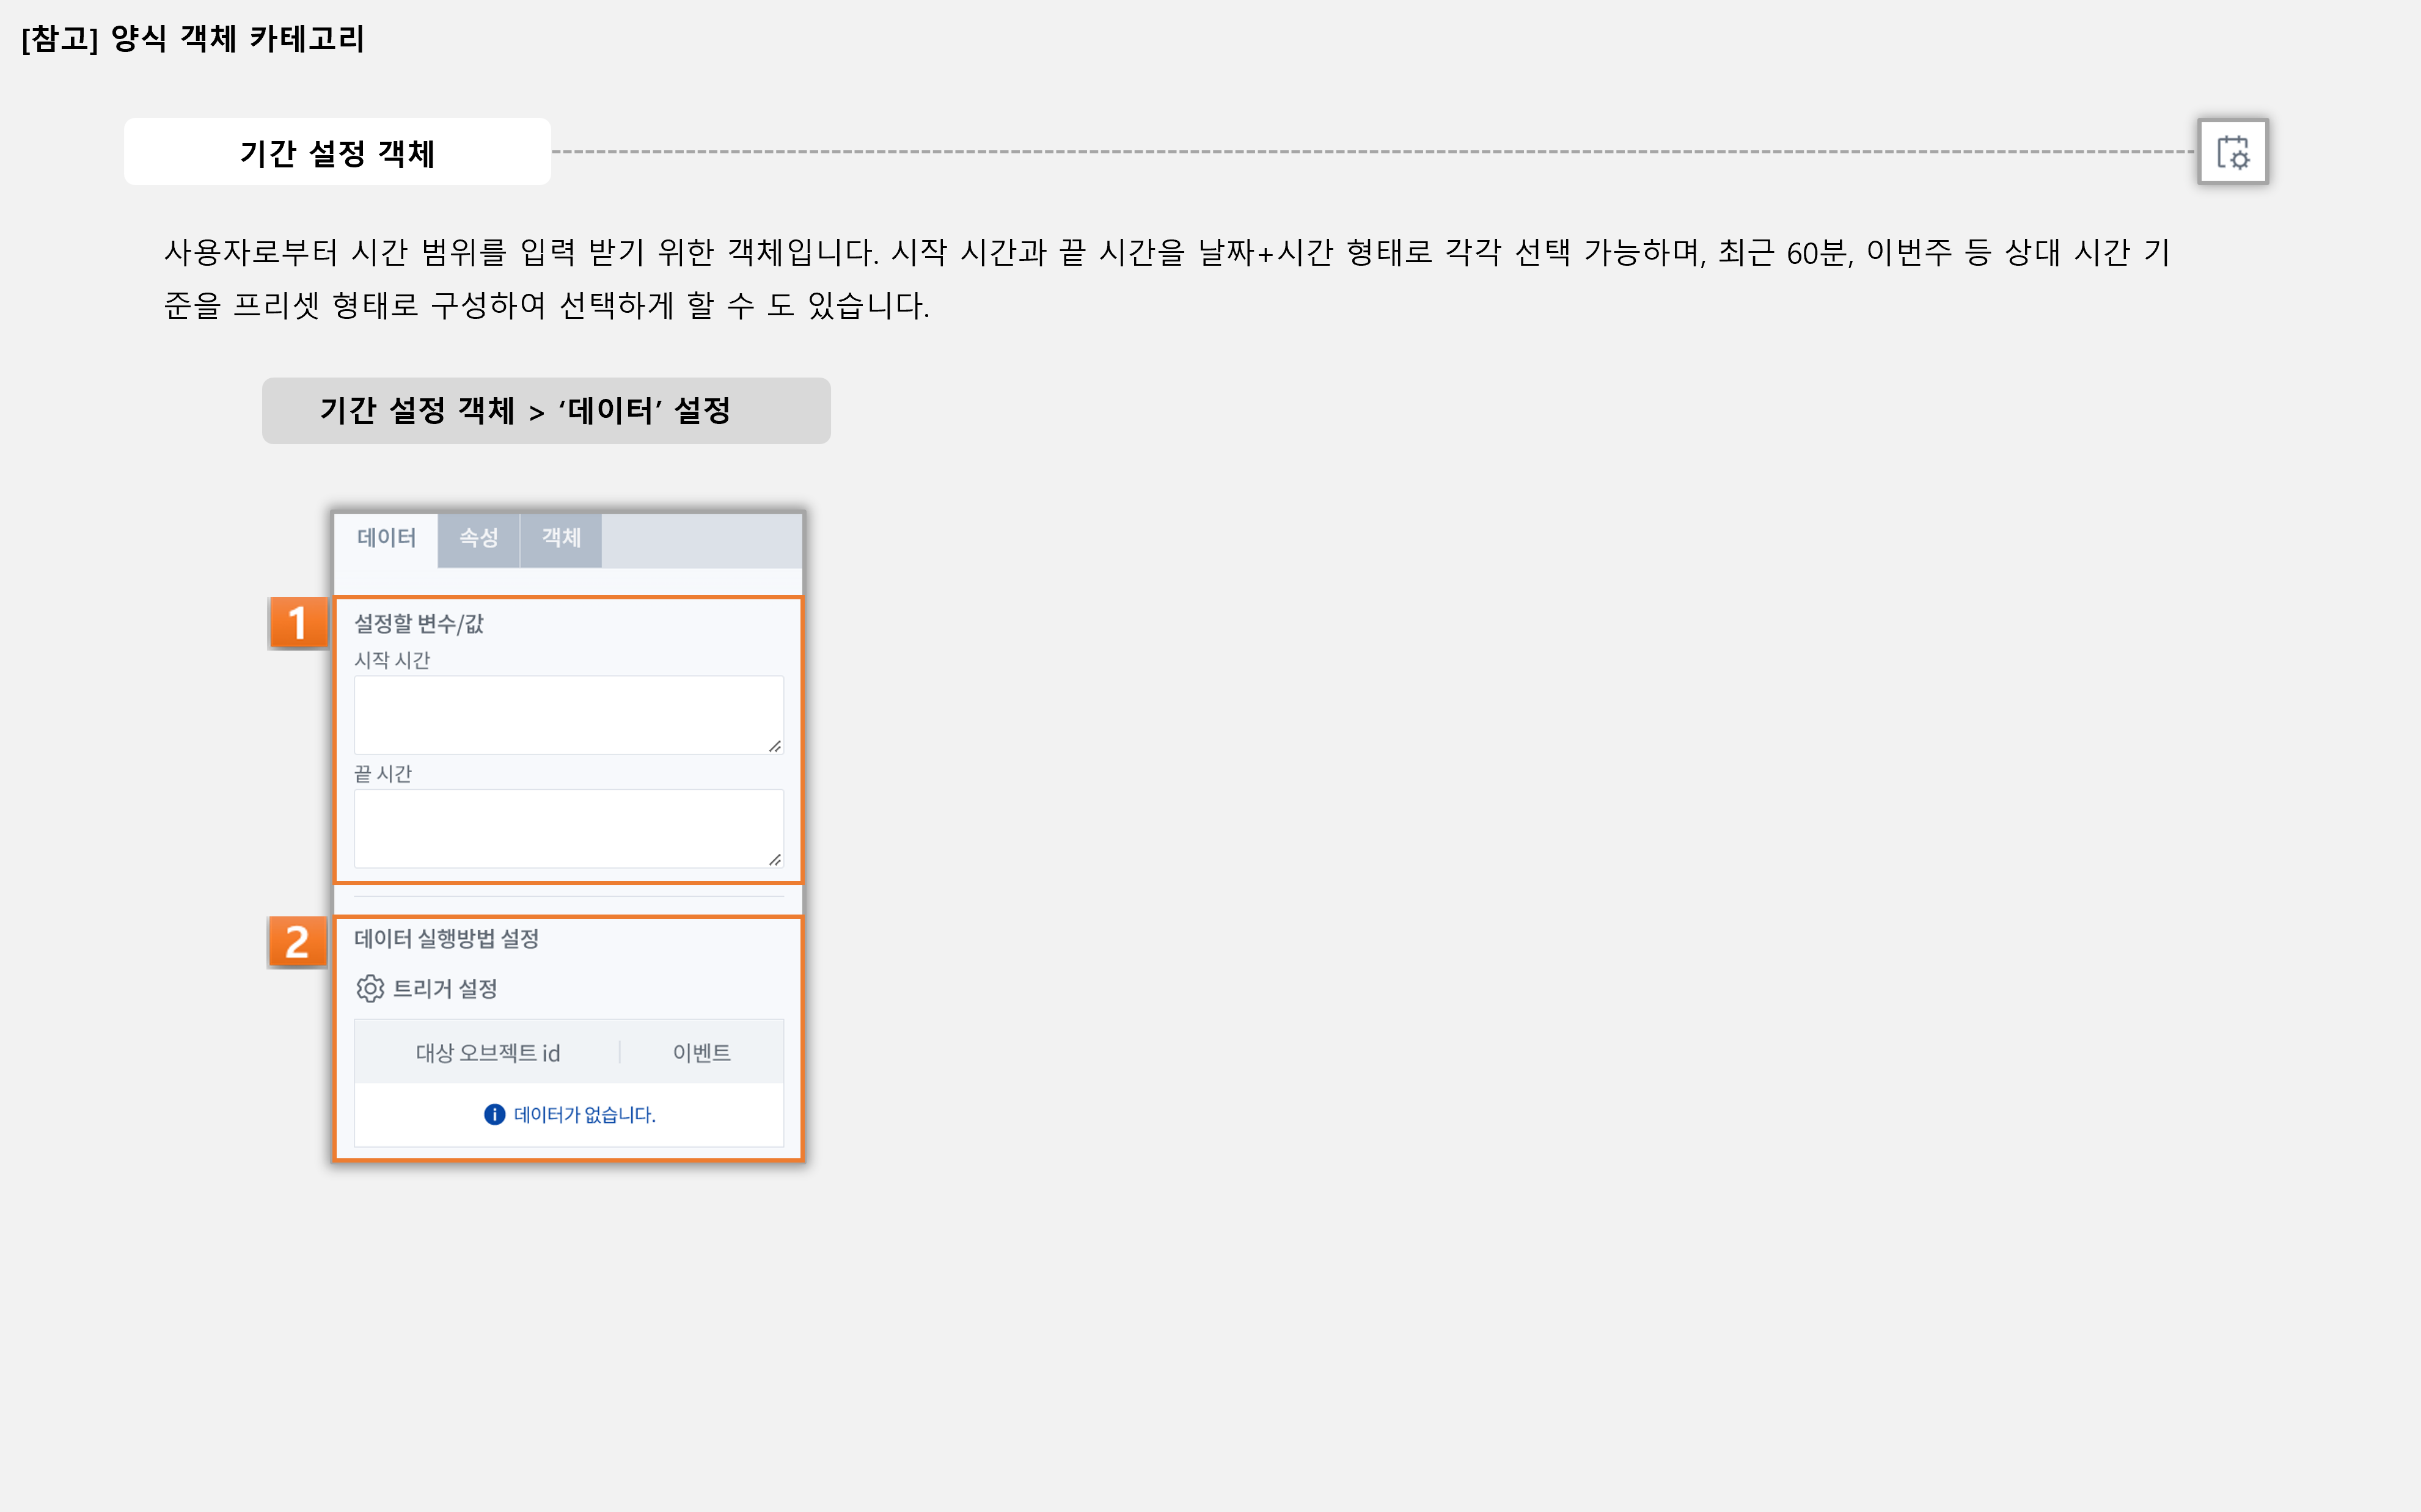 [참고] 양식 객체 카테고리
기간 설정 객체
사용자로부터 시간 범위를 입력 받기 위한 객체입니다. 시작 시간과 끝 시간을 날짜+시간 형태로 각각 선택 가능하며, 최근 60분, 이번주 등 상대 시간 기
준을 프리셋 형태로 구성하여 선택하게 할 수 도 있습니다.
기간 설정 객체 > ‘데이터’ 설정
데이터 속성 객체
1
설정할 변수/값
시작 시간
끝 시간
2
데이터 실행방법 설정
트리거 설정
대상 오브젝트 id 이벤트
데이터가 없습니다.